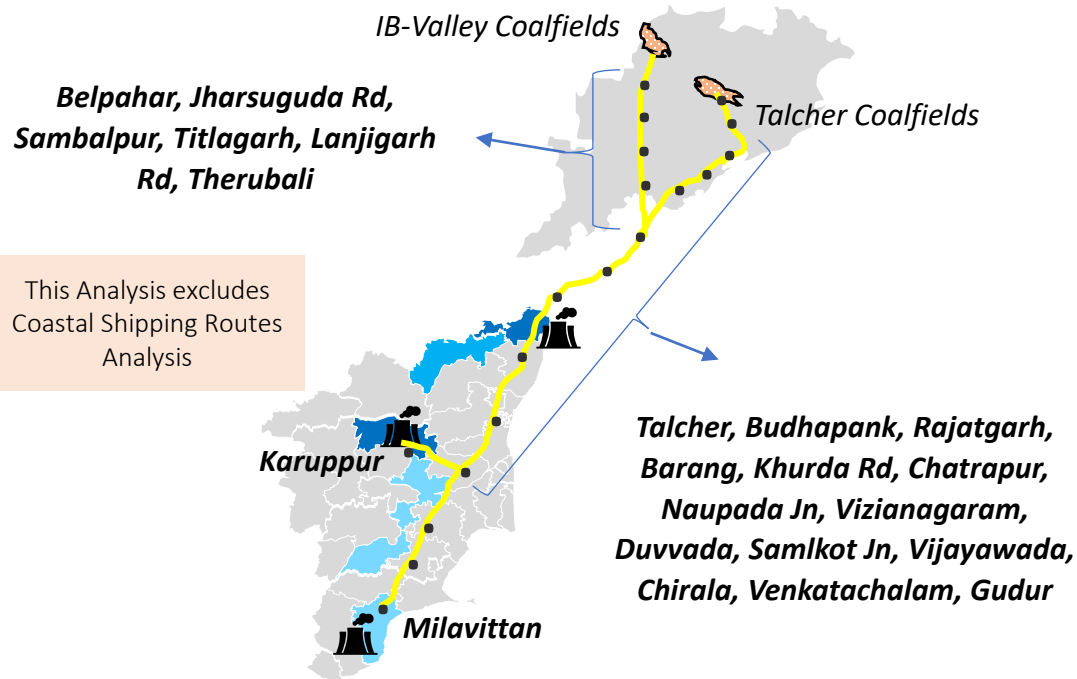 IB-Valley Coalfields
Belpahar, Jharsuguda Rd,
Sambalpur, Titlagarh, Lanjigarh
Rd, Therubali
Talcher Coalfields
This Analysis excludes
Coastal Shipping Routes
Analysis
Karuppur
Talcher, Budhapank, Rajatgarh,
Barang, Khurda Rd, Chatrapur,
Naupada Jn, Vizianagaram,
Duvvada, Samlkot Jn, Vijayawada,
Chirala, Venkatachalam, Gudur
Milavittan